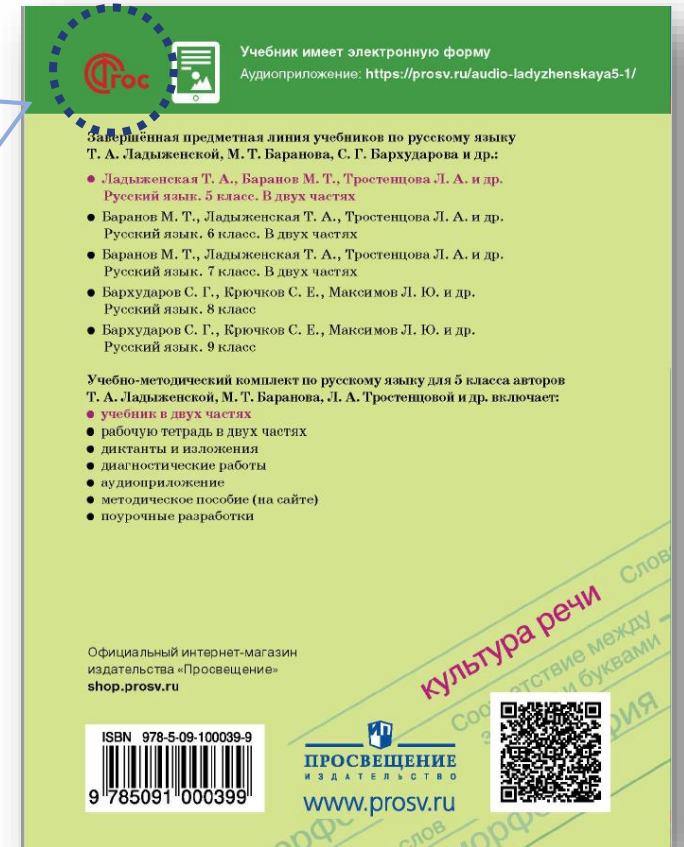 ФГОС
Учебник имеет электронную форму
Аудиоприложение: https://prosv.ru/audio-ladyzhenskaya5-1/
Завершённая предметная линия учебников по русскому языку
Т. А. Ладыженской, М. Т. Баранова, С. Г. Бархударова и др.:
● Ладыженская Т. А., Баранов М. Т., Тростенцова Л. А. и др.
Русский язык. 5 класс. В двух частях
● Баранов М. Т., Ладыженская Т. А., Тростенцова Л. А. и др.
Русский язык. 6 класс. В двух частях
● Баранов М. Т., Ладыженская Т. А., Тростенцова Л. А. и др.
Русский язык. 7 класс. В двух частях
● Бархударов С. Г., Крючков С. Е., Максимов Л. Ю. и др.
Русский язык. 8 класс
● Бархударов С. Г., Крючков С. Е., Максимов Л. Ю. и др.
Русский язык. 9 класс
Учебно-методический комплект по русскому языку для 5 класса авторов
Т. А. Ладыженской, М. Т. Баранова, Л. А. Тростенцовой и др. включает:
● учебник в двух частях
● рабочую тетрадь в двух частях
● диктанты и изложения
● диагностические работы
● аудиоприложение
● методическое пособие (на сайте)
● поурочные разработки
Слов
культура речи
Соответствие между
и буквами
Официальный интернет-магазин
издательства «Просвещение»
shop.prosv.ru
ISBN 978-5-09-100039-9
9 785091 000399
ПРОСВЕЩЕНИЕ
ИЗДАТЕЛЬСТВО
www.prosv.ru
слов